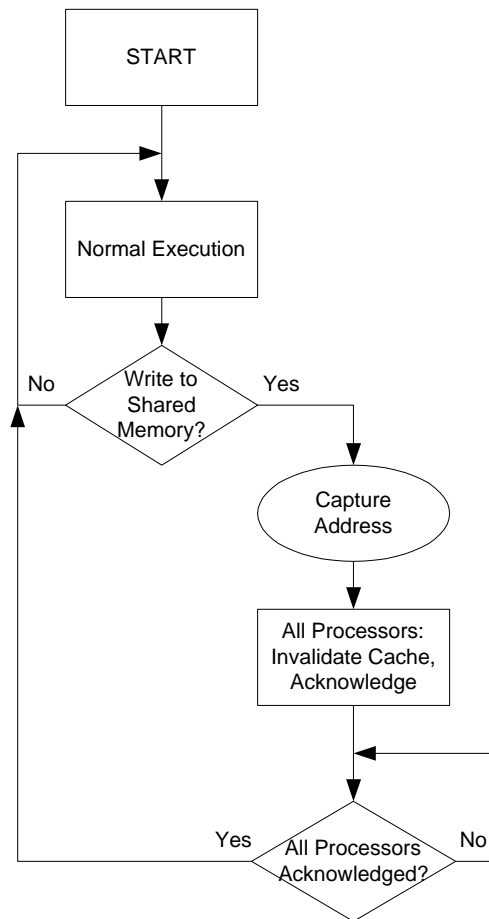 START
Normal Execution
No
Write to
Shared
Memory?
Yes
Capture
Address
All Processors:
Invalidate Cache,
Acknowledge
Yes
All Processors
Acknowledged?
No